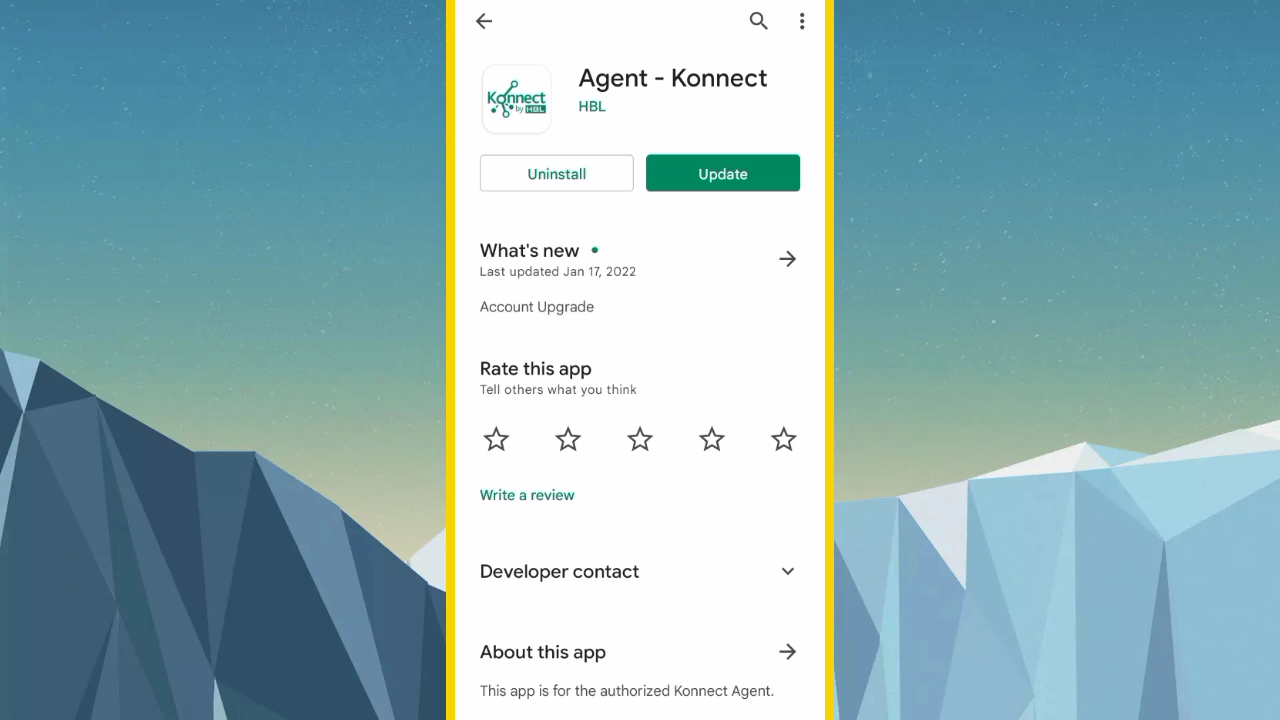 Konnect
by HBL
Agent - Konnect
HBL
Uninstall
Update
What's new
Last updated Jan 17, 2022
Account Upgrade
Rate this app
Tell others what you think
Write a review
Developer contact
About this app
This app is for the authorized Konnect Agent.